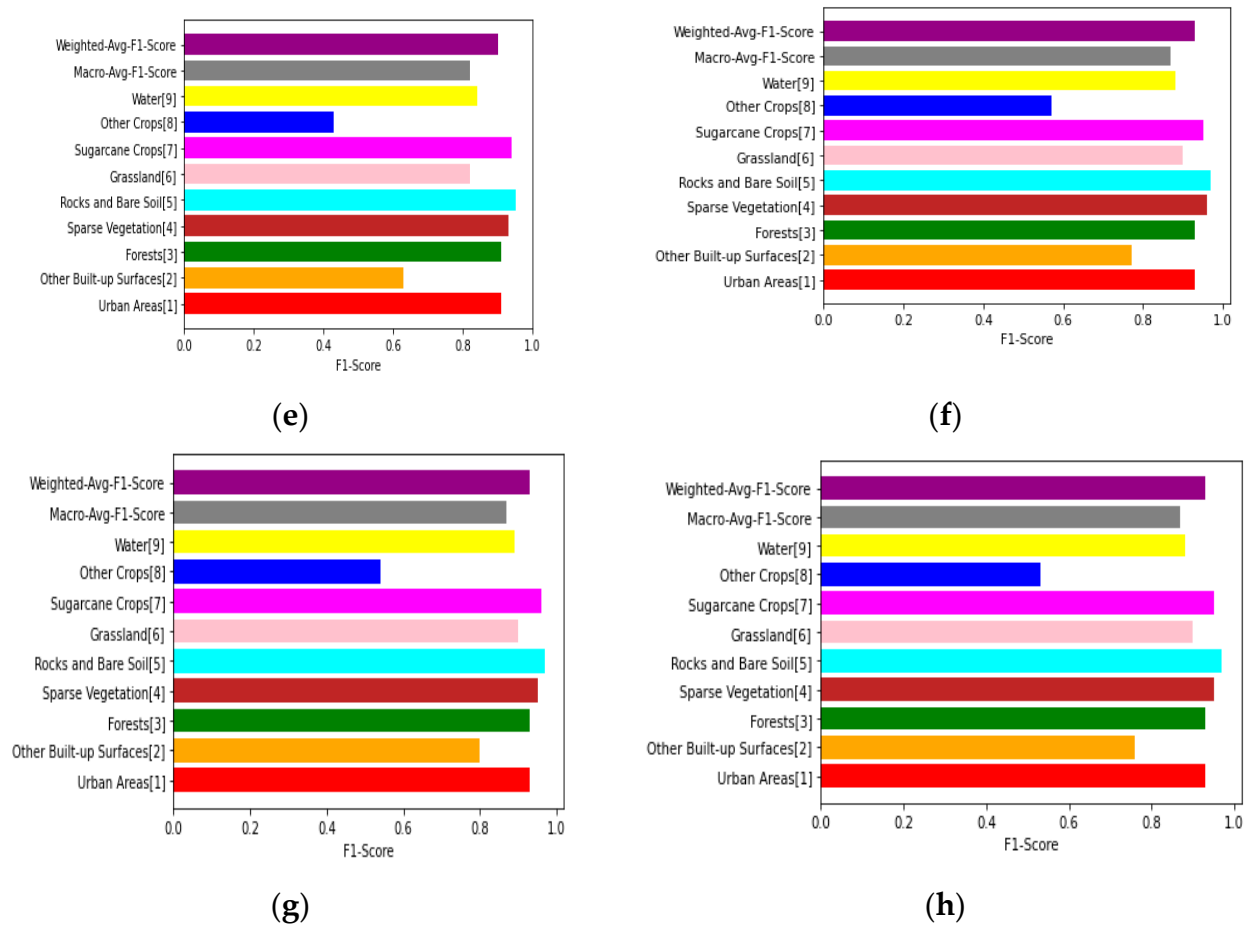 Weighted-Avg-F1-Score
Macro-Avg-F1-Score
Water[9]
Other Crops[8]
Sugarcane Crops[7]
Grassland[6]
Rocks and Bare Soil[5]
Sparse Vegetation[4]
Forests[3]
Other Built-up Surfaces[2]
Urban Areas[1]
0.0 0.2 0.4 0.6 0.8 1.0
F1-Score
(e)
Weighted-Avg-F1-Score
Macro-Avg-F1-Score
Water[9]
Other Crops[8]
Sugarcane Crops[7]
Grassland[6]
Rocks and Bare Soil[5]
Sparse Vegetation[4]
Forests[3]
Other Built-up Surfaces[2]
Urban Areas[1]
0.0 0.2 0.4 0.6 0.8 1.0
F1-Score
(f)
Weighted-Avg-F1-Score
Macro-Avg-F1-Score
Water[9]
Other Crops[8]
Sugarcane Crops[7]
Grassland[6]
Rocks and Bare Soil[5]
Sparse Vegetation[4]
Forests[3]
Other Built-up Surfaces[2]
Urban Areas[1]
0.0 0.2 0.4 0.6 0.8 1.0
F1-Score
(g)
Weighted-Avg-F1-Score
Macro-Avg-F1-Score
Water[9]
Other Crops[8]
Sugarcane Crops[7]
Grassland[6]
Rocks and Bare Soil[5]
Sparse Vegetation[4]
Forests[3]
Other Built-up Surfaces[2]
Urban Areas[1]
0.0 0.2 0.4 0.6 0.8 1.0
F1-Score
(h)